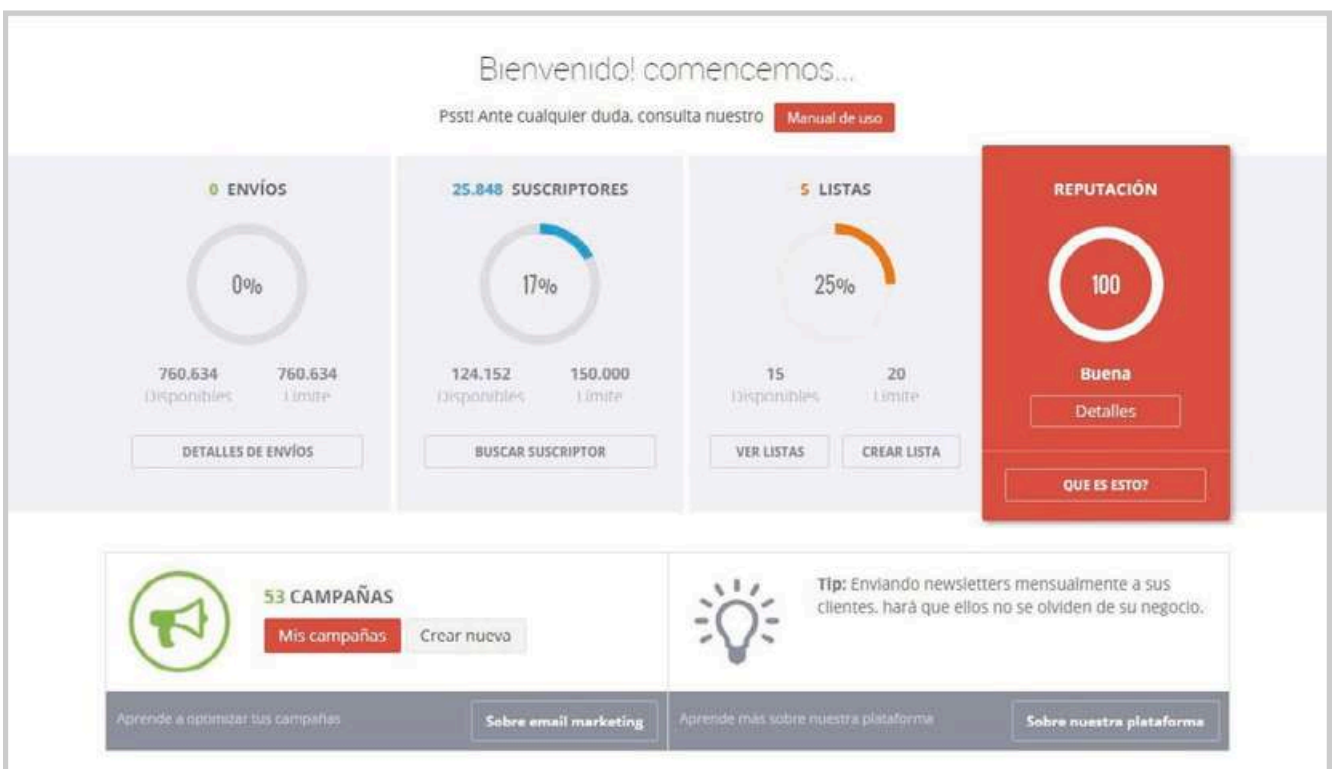 Bienvenido! comencemos...
Psst! Ante cualquier duda, consulta nuestro Manual de uso
0 ENVÍOS
0%
760.634 760.634
Disponibles Límite
DETALLES DE ENVÍOS
25.848 SUSCRIPTORES
17%
124.152 150.000
Disponibles Límite
BUSCAR SUSCRIPTOR
5 LISTAS
25%
15 20
Disponibles Límite
VER LISTAS CREAR LISTA
REPUTACIÓN
100
Buena
Detalles
QUE ES ESTO?
53 CAMPAÑAS
Mis campañas Crear nueva
Tip: Enviando newsletters mensualmente a sus
clientes. hará que ellos no se olviden de su negocio.
Aprende a optimizar tus campañas Sobre email marketing
Aprende más sobre nuestra plataforma Sobre nuestra plataforma